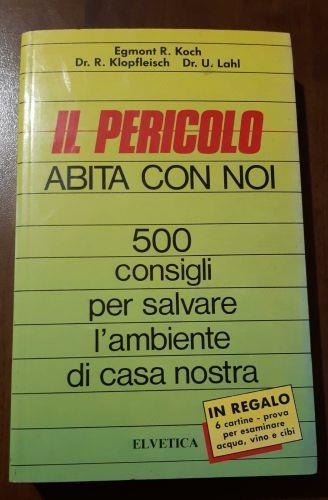 Egmont R. Koch
Dr. R. Klopfleisch Dr. U. Lahl
IL PERICOLO
ABITA CON NOI
500
consigli
per salvare
l'ambiente
di casa nostra
IN REGALO
6 cartine - prova
per esaminare
acqua, vino e cibi
ELVETICA